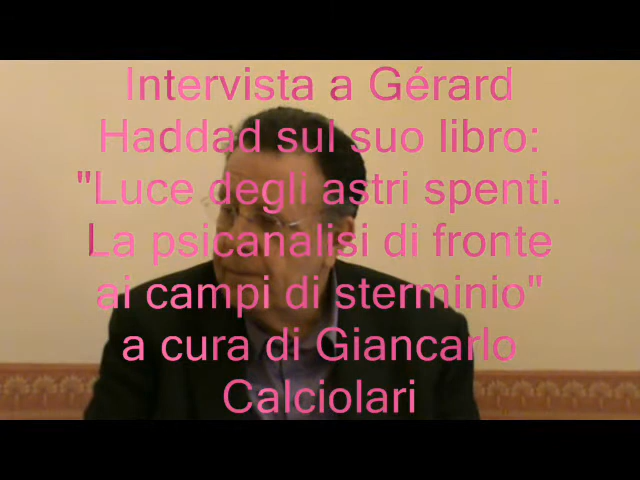 Intervista a Gérard
Haddad sul suo libro:
"Luce degli astri spenti.
La psicanalisi di fronte
ai campi di sterminio"
a cura di Giancarlo
Calciolari